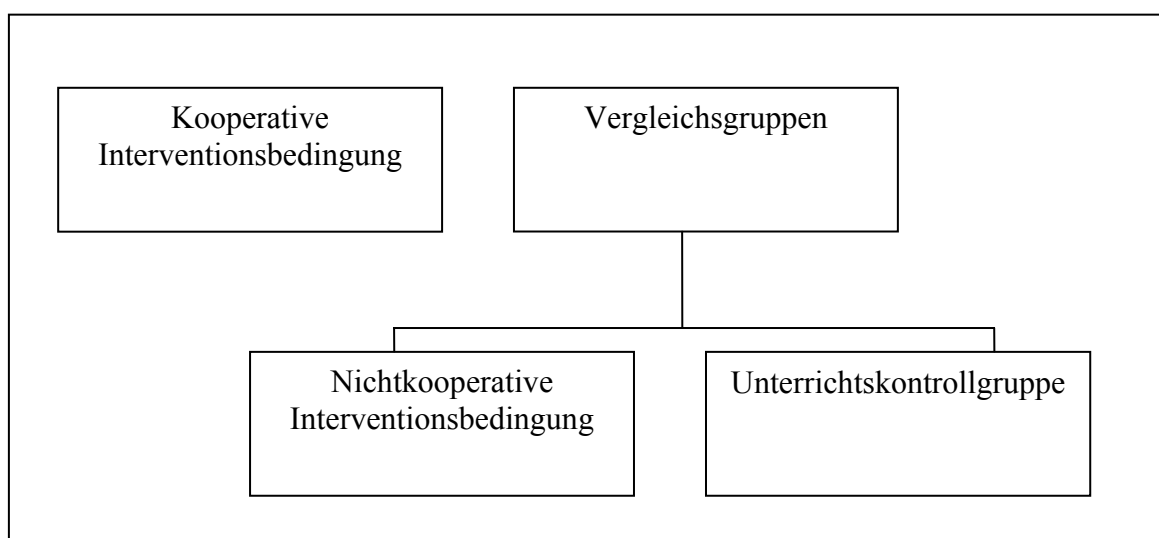 Kooperative
Interventionsbedingung
Vergleichsgruppen
Nichtkooperative
Interventionsbedingung
Unterrichtskontrollgruppe